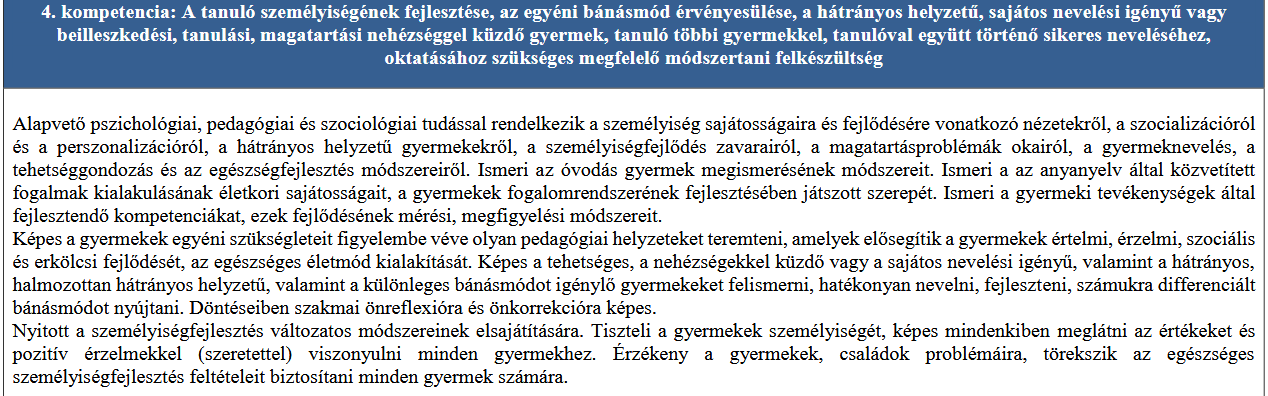 4. kompetencia: A tanuló személyiségének fejlesztése, az egyéni bánásmód érvényesülése, a hátrányos helyzetű, sajátos nevelési igényű vagy
beilleszkedési, tanulási, magatartási nehézséggel küzdő gyermek, tanuló többi gyermekkel, tanulóval együtt történő sikeres neveléséhez,
oktatásához szükséges megfelelő módszertani felkészültség
Alapvető pszichológiai, pedagógiai és szociológiai tudással rendelkezik a személyiség sajátosságaira és fejlődésére vonatkozó nézetekről, a szocializációról
és a perszonalizációról, a hátrányos helyzetű gyermekekről, a személyiségfejlődés zavarairól, a magatartásproblémák okairól, a gyermeknevelés, a
tehetséggondozás és az egészségfejlesztés módszereiről. Ismeri az óvodás gyermek megismerésének módszereit. Ismeri a az anyanyelv által közvetített
fogalmak kialakulásának életkori sajátosságait, a gyermekek fogalomrendszerének fejlesztésében játszott szerepét. Ismeri a gyermeki tevékenységek által
fejlesztendő kompetenciákat, ezek fejlődésének mérési, megfigyelési módszereit.
Képes a gyermekek egyéni szükségleteit figyelembe véve olyan pedagógiai helyzeteket teremteni, amelyek elősegítik a gyermekek értelmi, érzelmi, szociális
és erkölcsi fejlődését, az egészséges életmód kialakítását. Képes a tehetséges, a nehézségekkel küzdő vagy a sajátos nevelési igényű, valamint a hátrányos,
halmozottan hátrányos helyzetű, valamint a különleges bánásmódot igénylő gyermekeket felismerni, hatékonyan nevelni, fejleszteni, számukra differenciált
bánásmódot nyújtani. Döntéseiben szakmai önreflexióra és önkorrekcióra képes.
Nyitott a személyiségfejlesztés változatos módszereinek elsajátítására. Tiszteli a gyermekek személyiségét, képes mindenkiben meglátni az értékeket és
pozitív érzelmekkel (szeretettel) viszonyulni minden gyermekhez. Érzékeny a gyermekek, családok problémáira, törekszik az egészséges
személyiségfejlesztés feltételeit biztosítani minden gyermek számára.